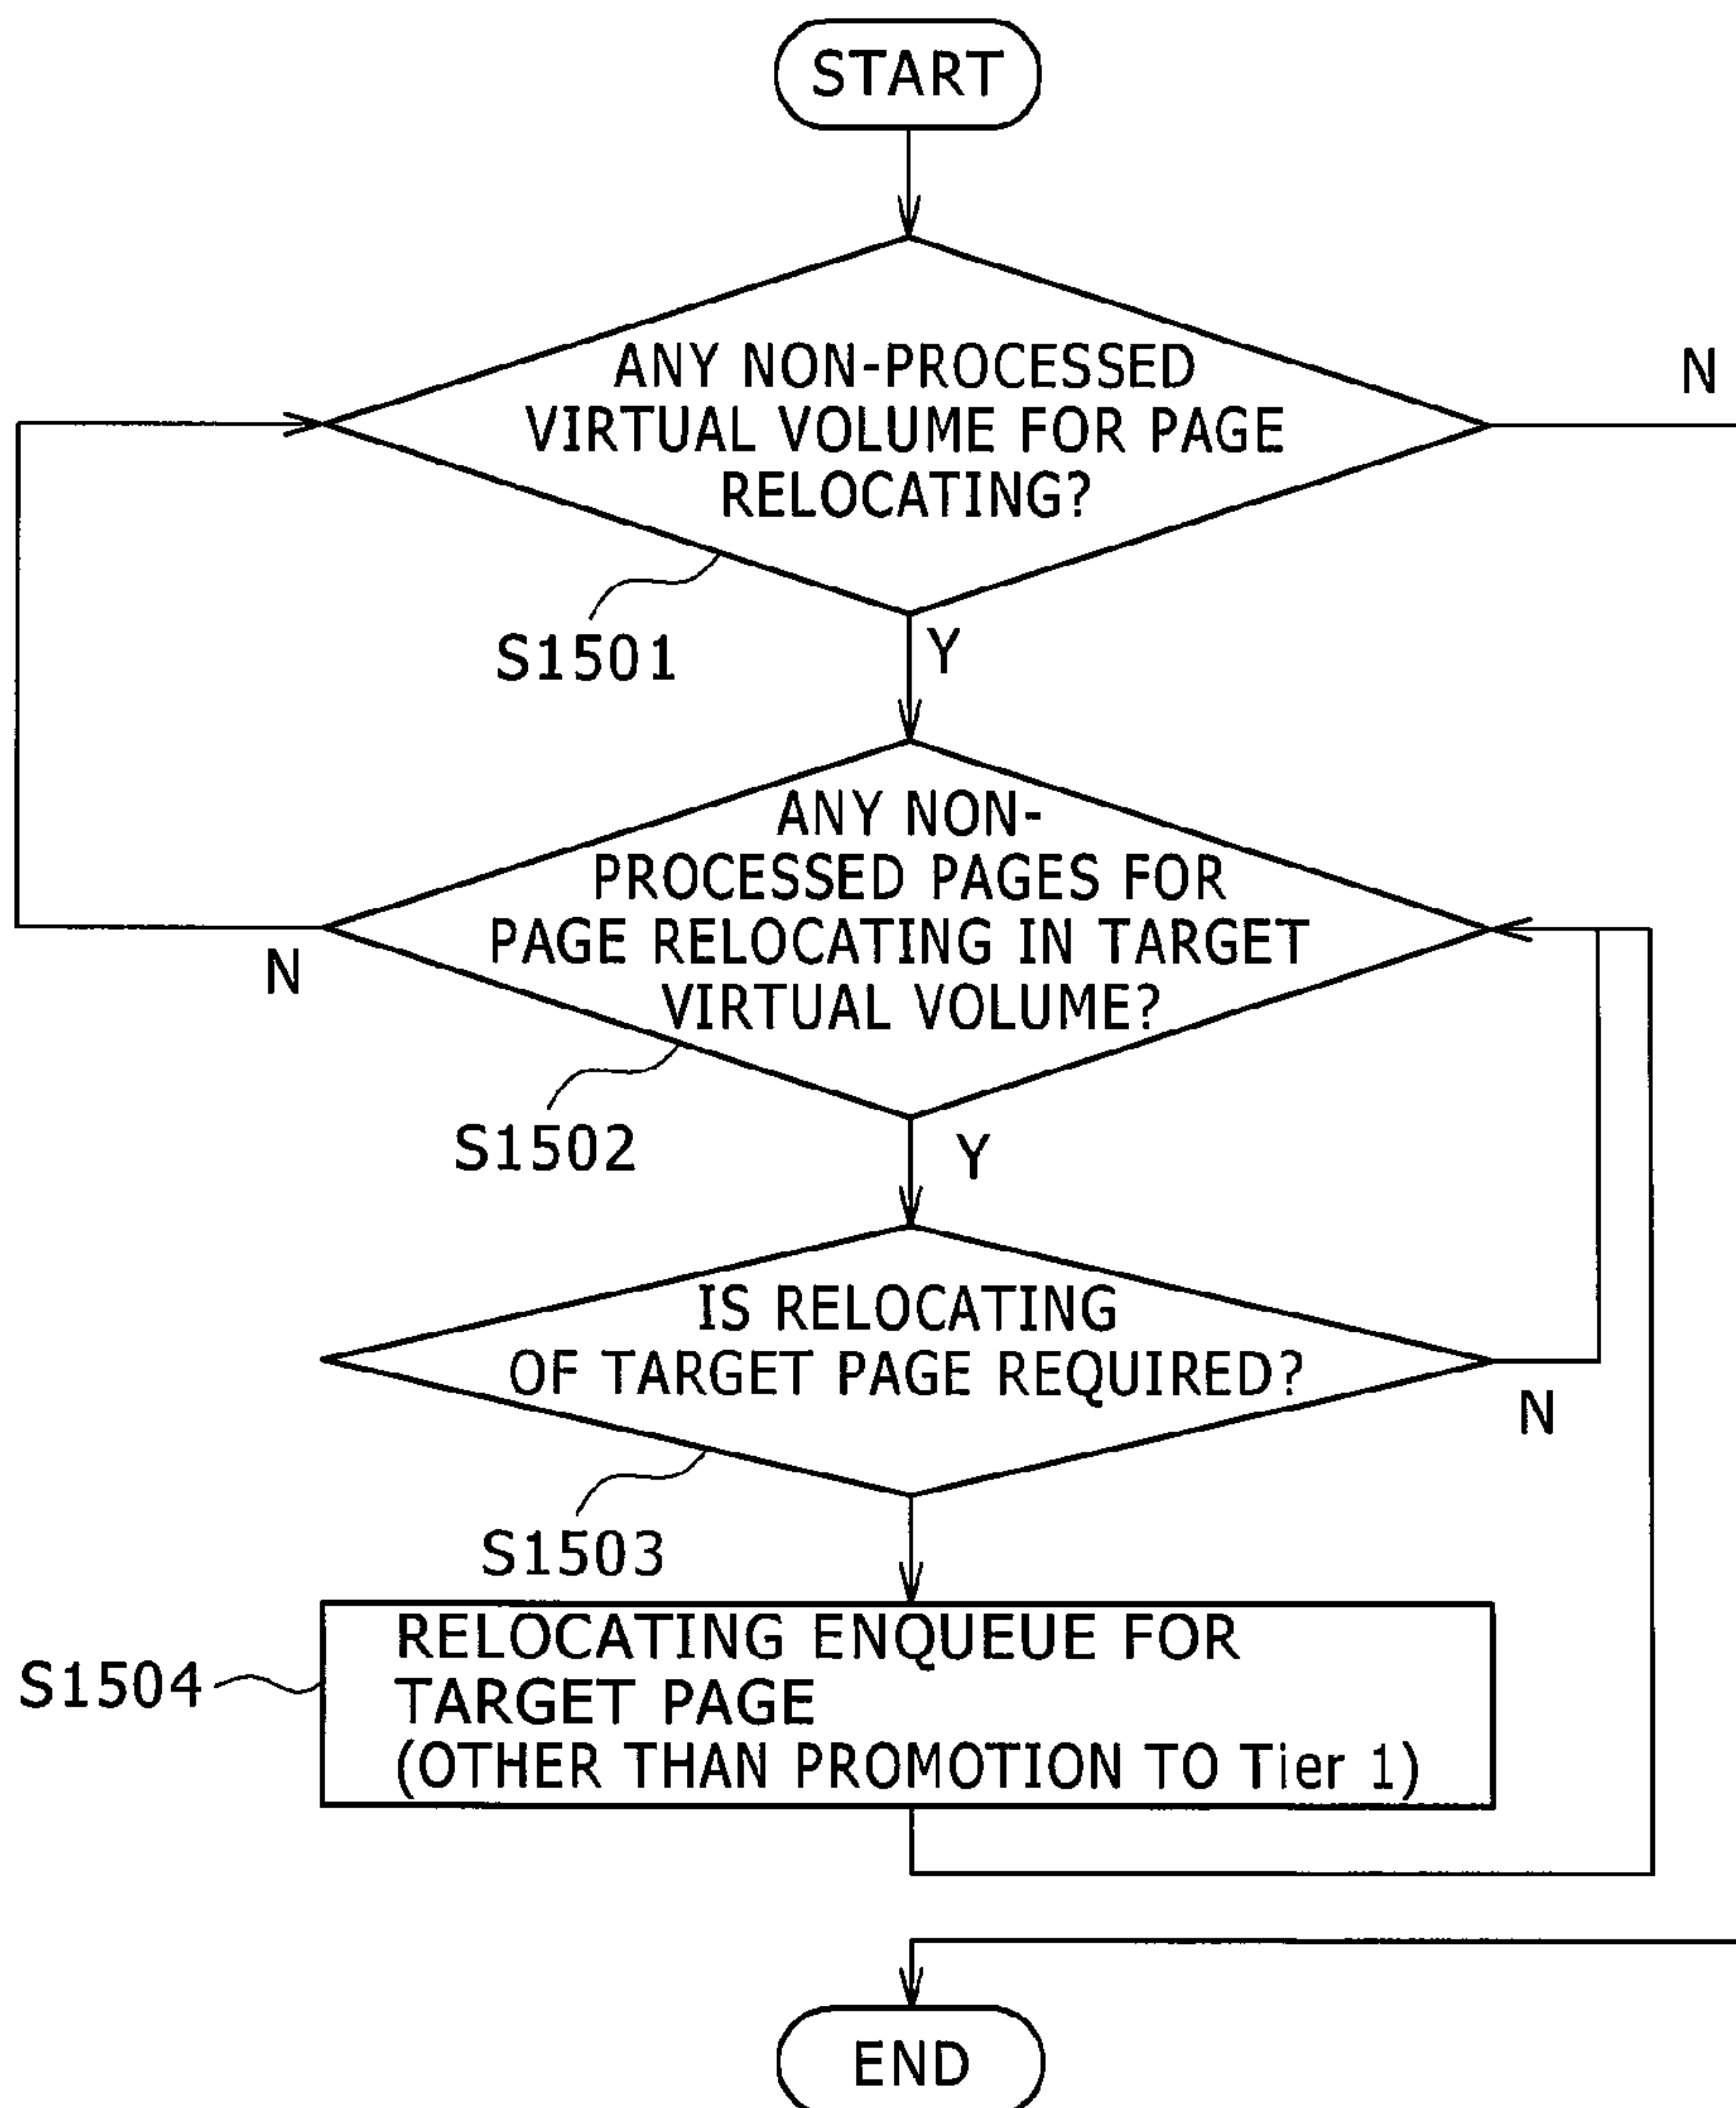 START
ANY NON-PROCESSED
VIRTUAL VOLUME FOR PAGE
RELOCATING?
N
S1501
Y
ANY NON-
PROCESSED PAGES FOR
PAGE RELOCATING IN TARGET
VIRTUAL VOLUME?
N
S1502
Y
IS RELOCATING
OF TARGET PAGE REQUIRED?
N
S1503
RELOCATING ENQUEUE FOR
TARGET PAGE
(OTHER THAN PROMOTION TO Tier 1)
S1504
END